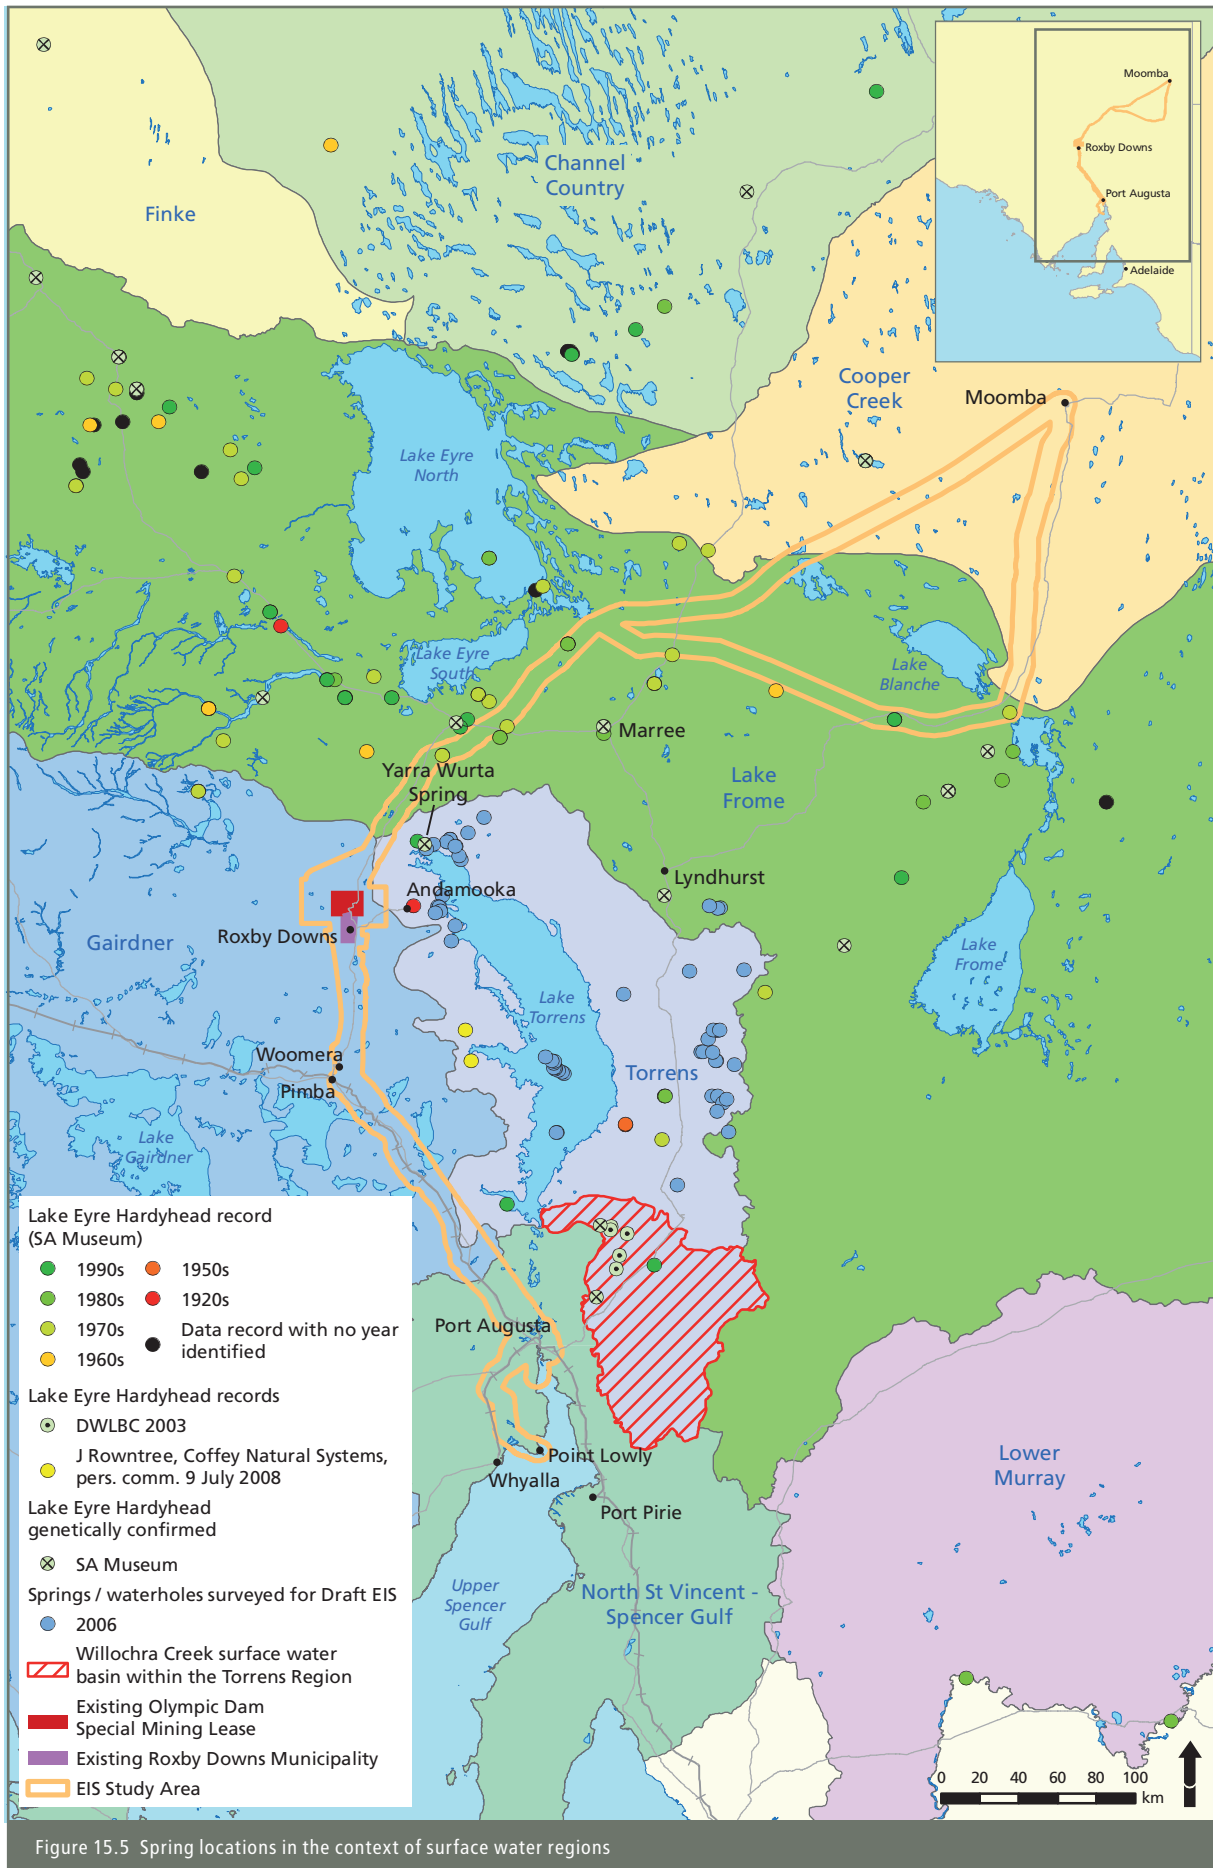 Moomba
Roxby Downs
Port Augusta
Adelaide
Channel
Country
Finke
Cooper
Creek
Moomba
Lake Eyre
North
Lake Eyre
South
Lake
Blanche
Marree
Yarra Wurta
Spring
Lake
Frome
Lyndhurst
Andamooka
Roxby Downs
Gairdner
Lake
Frome
Lake
Torrens
Woomera
Pimba
Torrens
Lake
Gairdner
Port Augusta
Point Lowly
Whyalla
Port Pirie
Lower
Murray
Upper
Spencer
Gulf
North St Vincent -
Spencer Gulf
Lake Eyre Hardyhead record
(SA Museum)
1990s
1950s
1980s
1920s
1970s
Data record with no year
identified
1960s
Lake Eyre Hardyhead records
DWLBC 2003
J Rowntree, Coffey Natural Systems,
pers. comm. 9 July 2008
Lake Eyre Hardyhead
genetically confirmed
SA Museum
Springs / waterholes surveyed for Draft EIS
2006
Willochra Creek surface water
basin within the Torrens Region
Existing Olympic Dam
Special Mining Lease
Existing Roxby Downs Municipality
EIS Study Area
0 20 40 60 80 100
km
Figure 15.5 Spring locations in the context of surface water regions